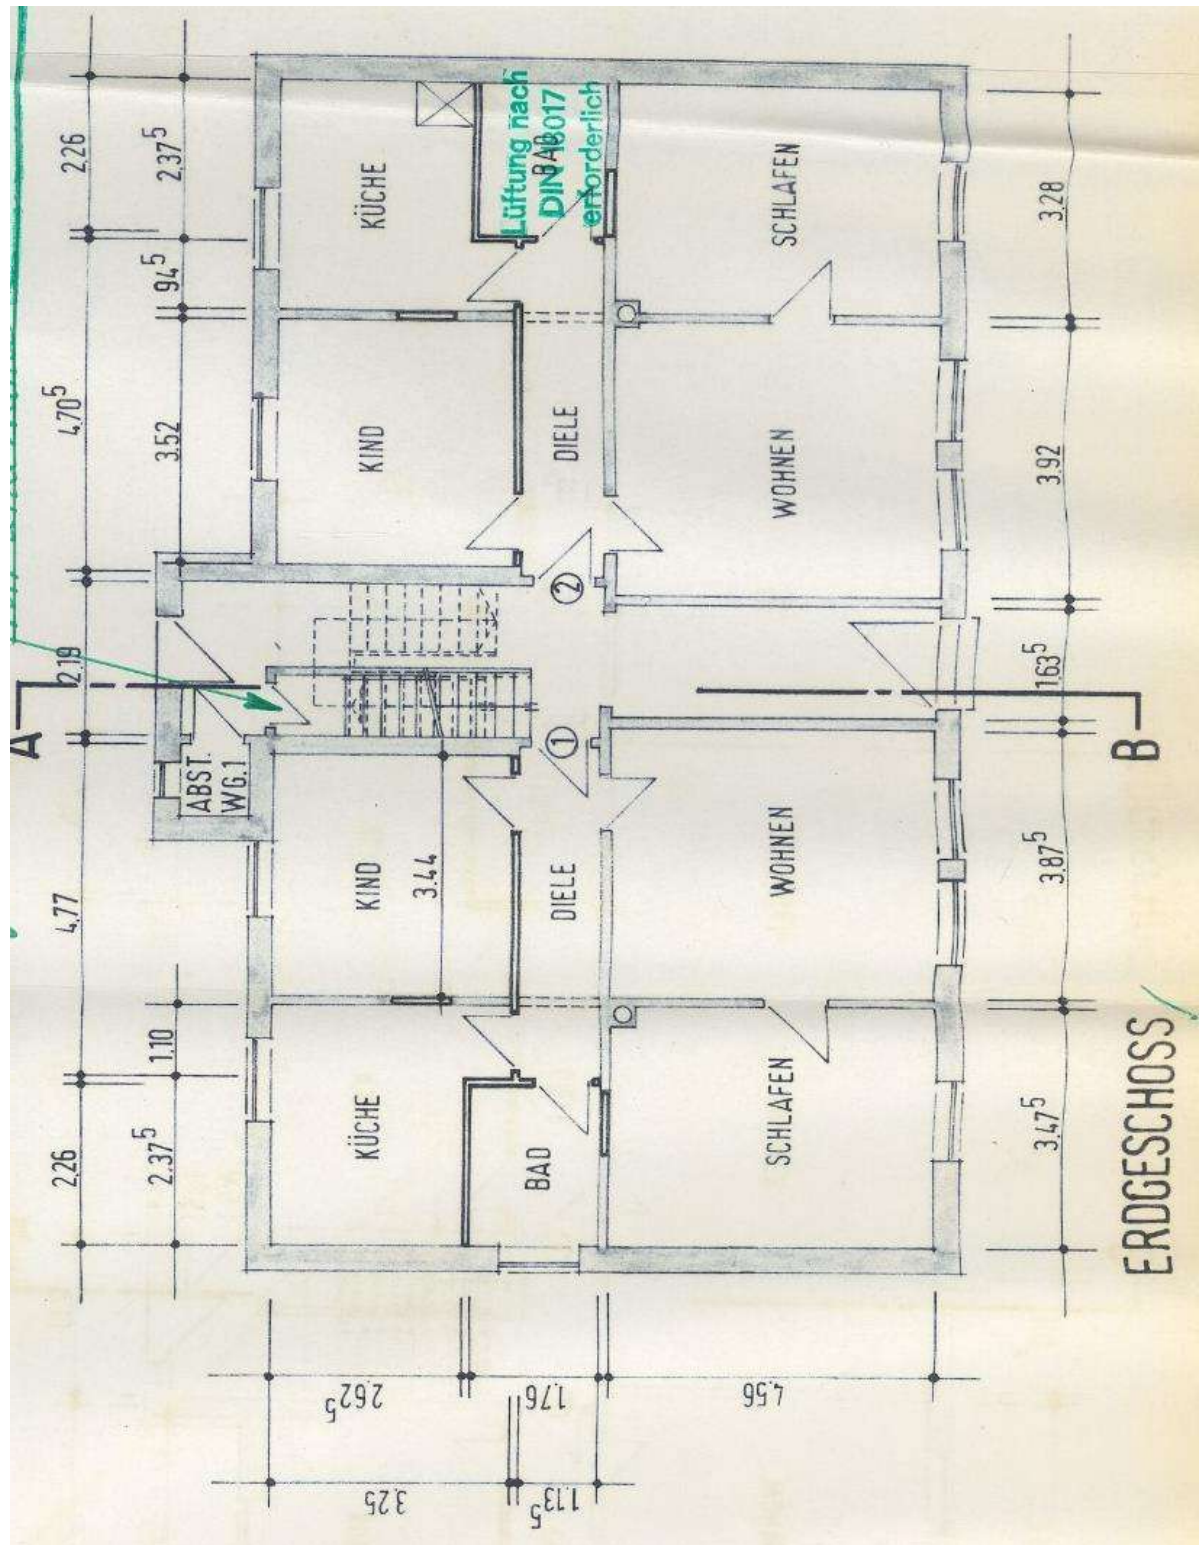 A
2,26
4,77
2,19
4,70⁵
2,26
2.37⁵
1.10
3.52
94⁵
2,37⁵
ABST.
WG.1
KÜCHE
KIND
3.44
KIND
KÜCHE
BAD
DIELE
1
2
DIELE
BAD
Lüftung nach
DIN 18017
erforderlich
SCHLAFEN
WOHNEN
WOHNEN
SCHLAFEN
3.47⁵
3.87⁵
1.63⁵
3.92
3.28
B
ERDGESCHOSS
2.62⁵
1.76
4.56
3.25
1.13⁵